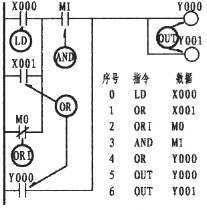 X000 M1 Y000
LD AND OUT Y001
X001
OR
M0
ORI
Y000
序号 指令 数据
0 LD X000
1 OR X001
2 ORI M0
3 AND M1
4 OR Y000
5 OUT Y000
6 OUT Y001